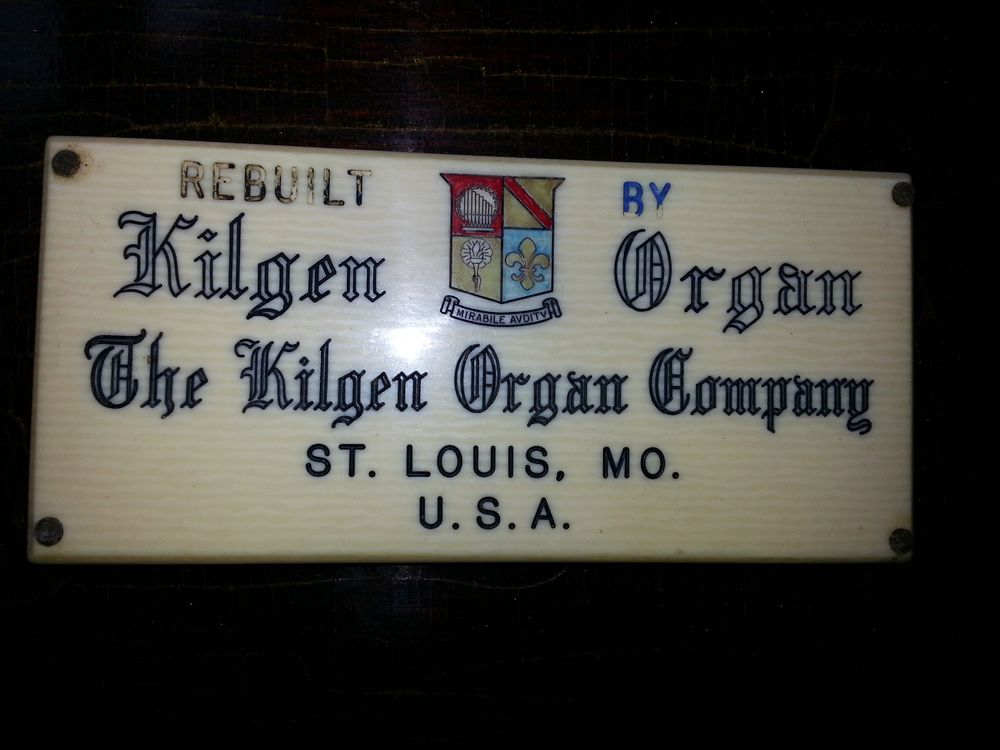 REBUILT BY
Kilgen Organ
MIRABILE AVDITV
The Kilgen Organ Company
ST. LOUIS, MO.
U.S.A.